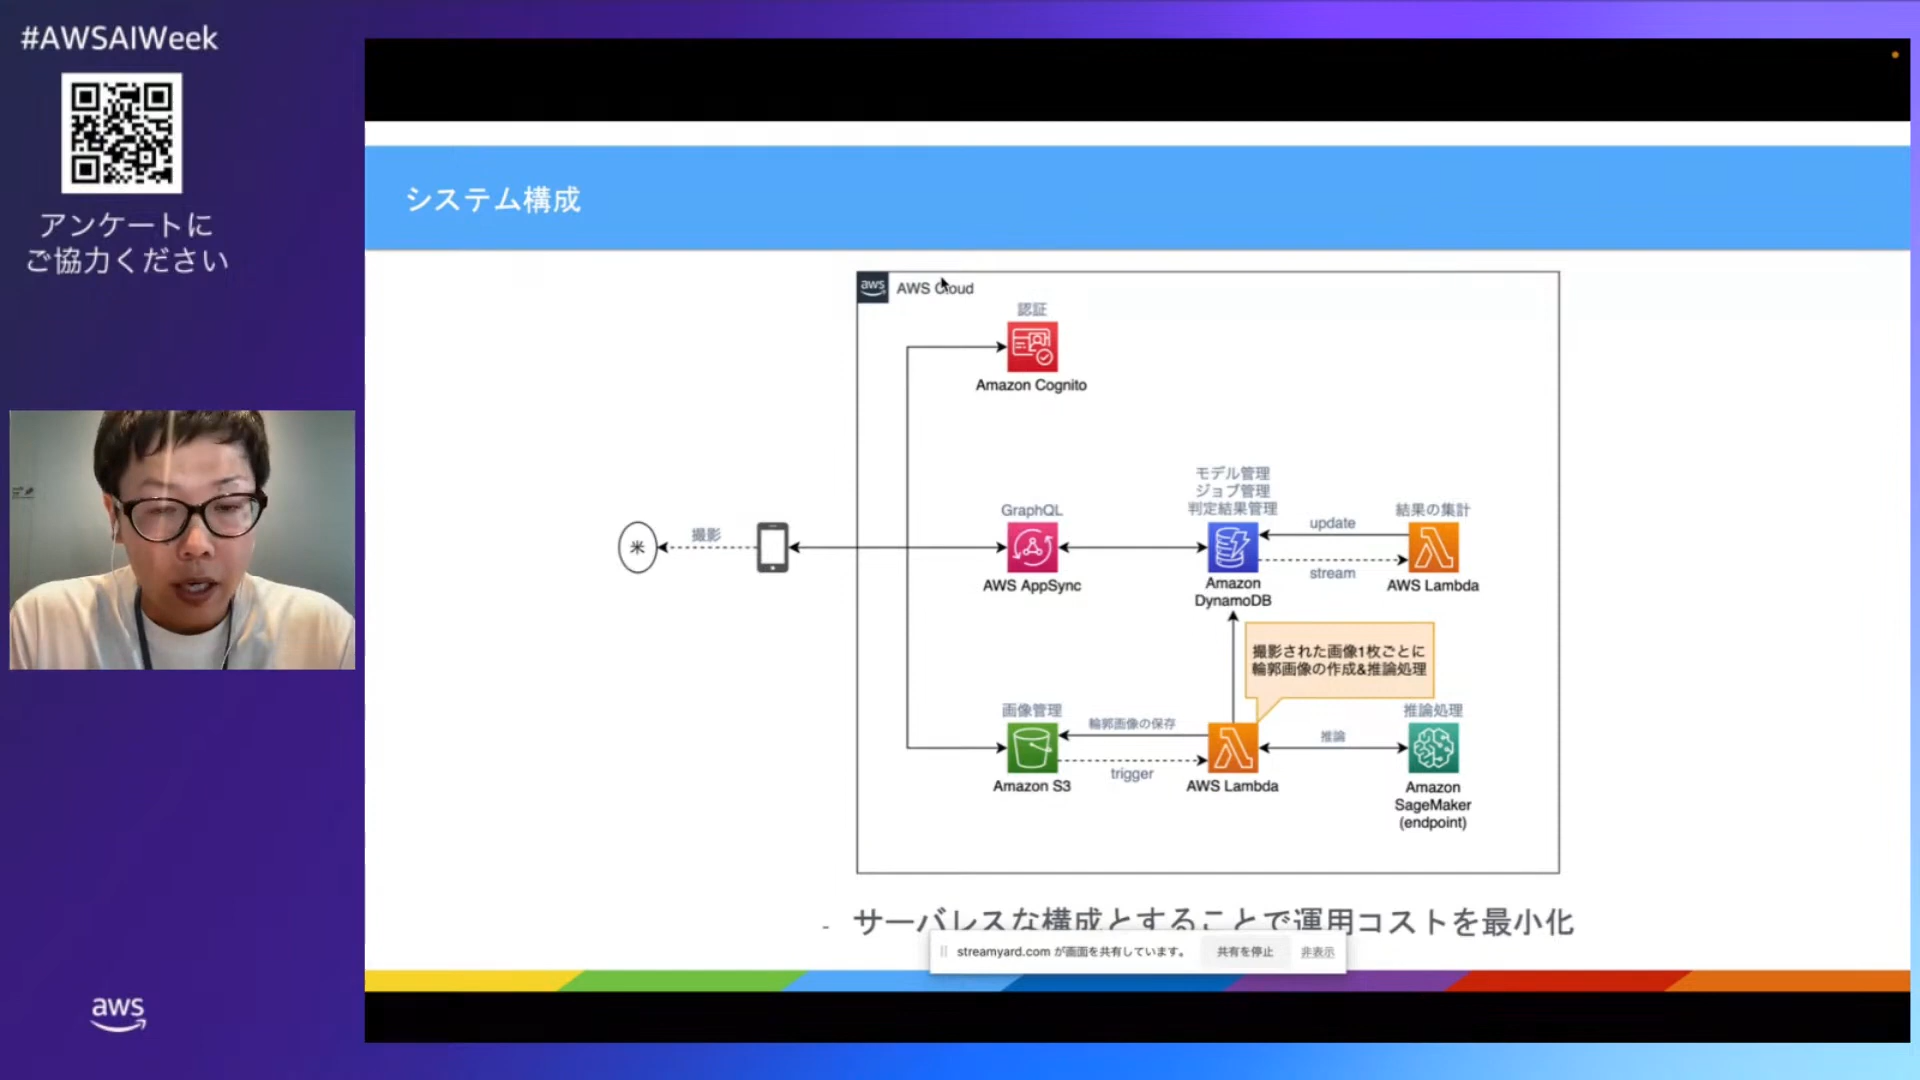 #AWSAIWeek
アンケートに
ご協力ください
aws
システム構成
aws
AWS Cloud
認証
Amazon Cognito
米
撮影
GraphQL
AWS AppSync
モデル管理
ジョブ管理
判定結果管理
Amazon
DynamoDB
update
stream
結果の集計
AWS Lambda
撮影された画像1枚ごとに
輪郭画像の作成&推論処理
画像管理
Amazon S3
輪郭画像の保存
trigger
AWS Lambda
推論
推論処理
Amazon
SageMaker
(endpoint)
- サーバレスな構成とすることで運用コストを最小化
streamyard.com が画面を共有しています。
共有を停止
非表示